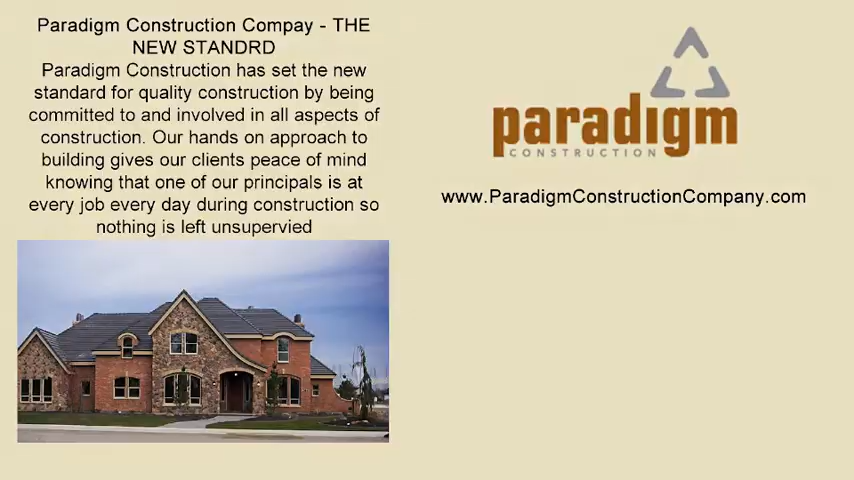 Paradigm Construction Compay - THE
NEW STANDRD
Paradigm Construction has set the new
standard for quality construction by being
committed to and involved in all aspects of
construction. Our hands on approach to
building gives our clients peace of mind
knowing that one of our principals is at
every job every day during construction so
nothing is left unsupervied
paradigm
CONSTRUCTION
www.ParadigmConstructionCompany.com